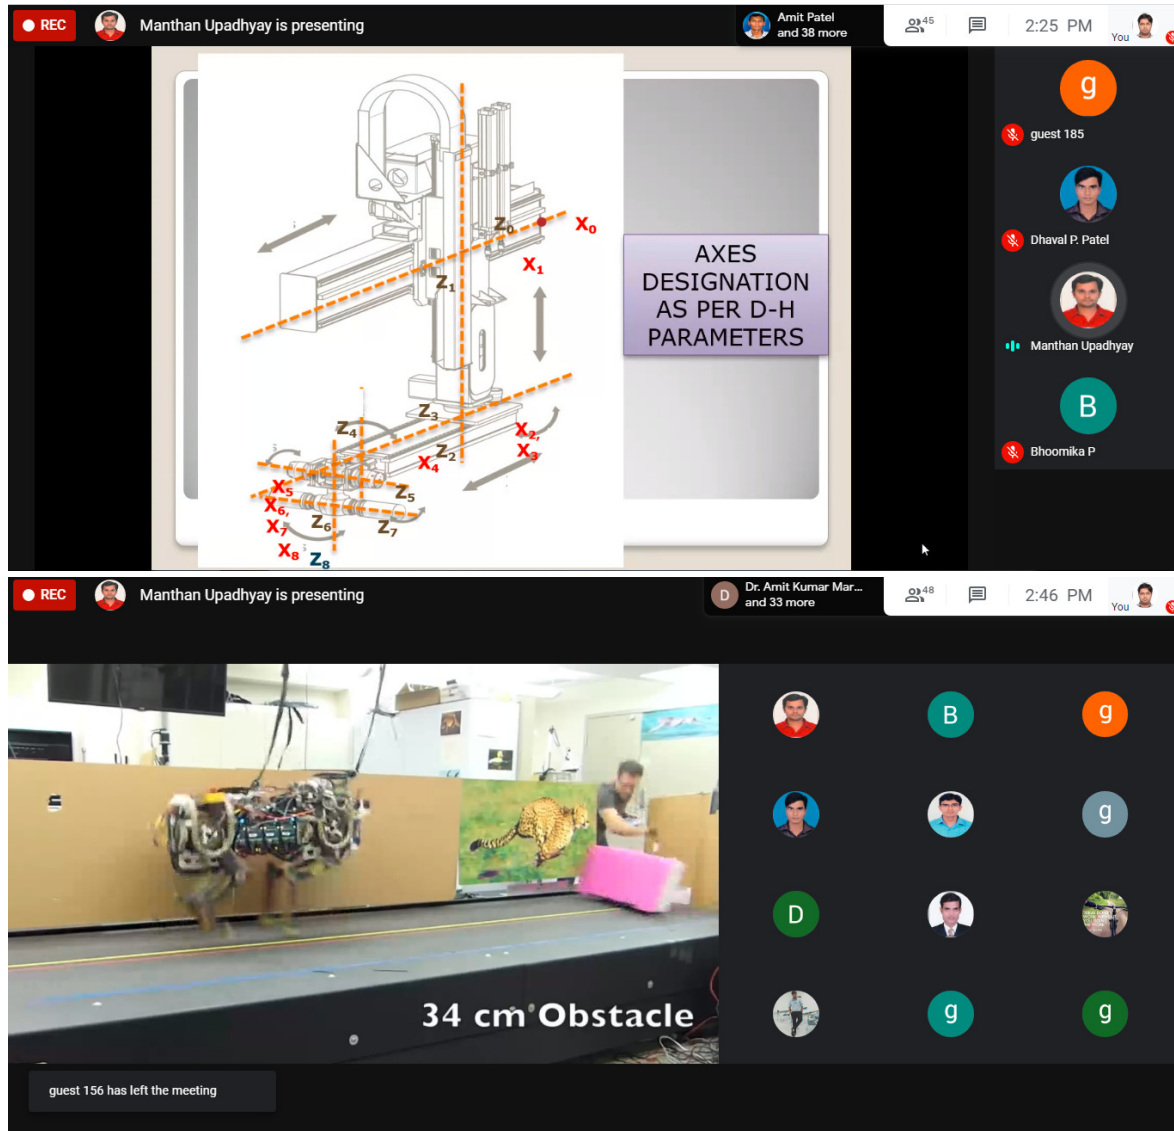 REC
Manthan Upadhyay is presenting
Amit Patel
and 38 more
45
2:25 PM
You
g
guest 185
Dhaval P. Patel
Manthan Upadhyay
B
Bhoomika P
AXES
DESIGNATION
AS PER D-H
PARAMETERS
Z0
X0
X1
Z1
Z3
Z4
X2,
Z2
X3
X4
X5
Z5
X6,
X7
Z6
Z7
X8
Z8
REC
Manthan Upadhyay is presenting
D
Dr. Amit Kumar Mar...
and 33 more
48
2:46 PM
You
B
g
g
D
g
g
34 cm Obstacle
guest 156 has left the meeting